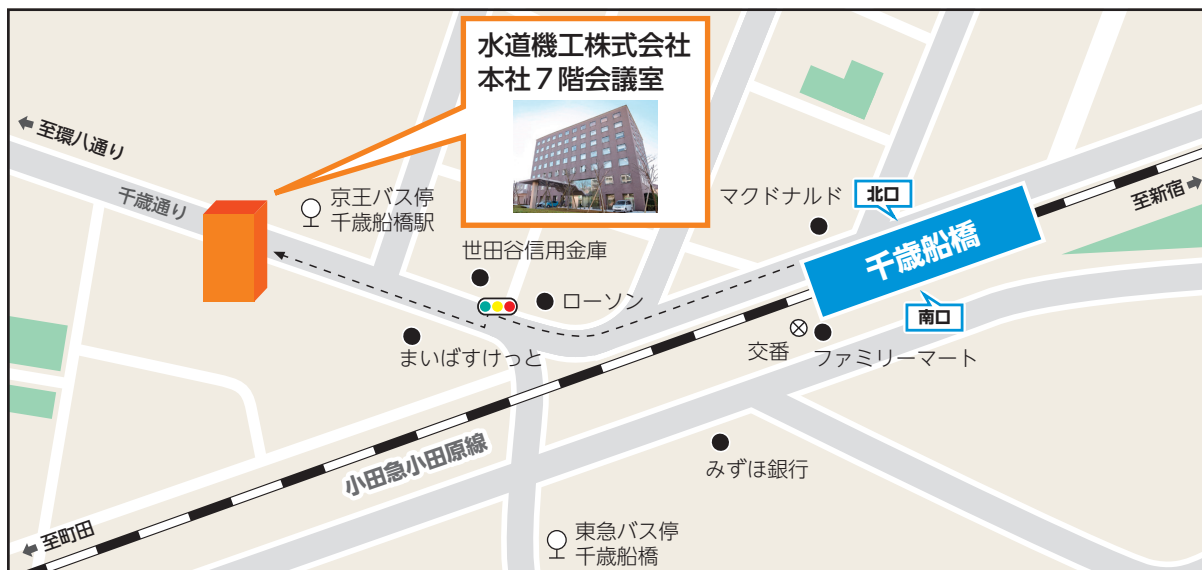 水道機工株式会社
本社7階会議室
至環八通り
千歳通り
京王バス停
千歳船橋駅
世田谷信用金庫
ローソン
まいばすけっと
マクドナルド
北口
千歳船橋
南口
至新宿
交番
ファミリーマート
みずほ銀行
小田急小田原線
至町田
東急バス停
千歳船橋